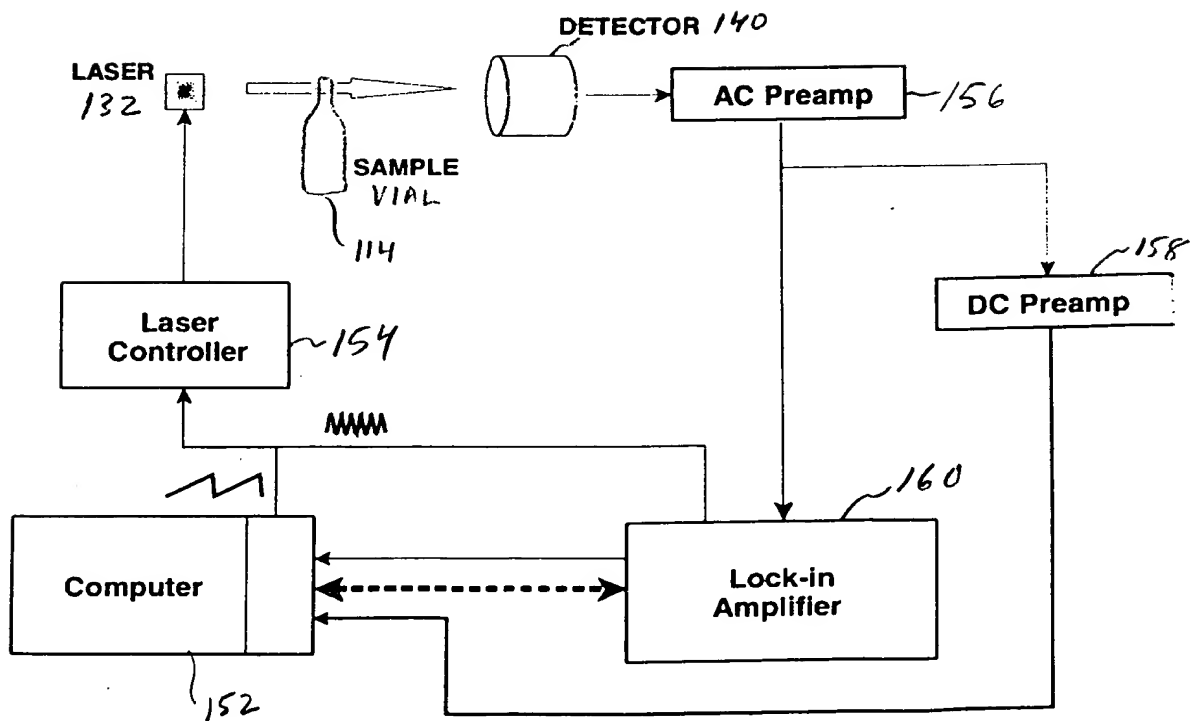 DETECTOR 140
LASER
132
AC Preamp
156
SAMPLE
VIAL
114
158
DC Preamp
Laser
Controller
154
160
Computer
Lock-in
Amplifier
152